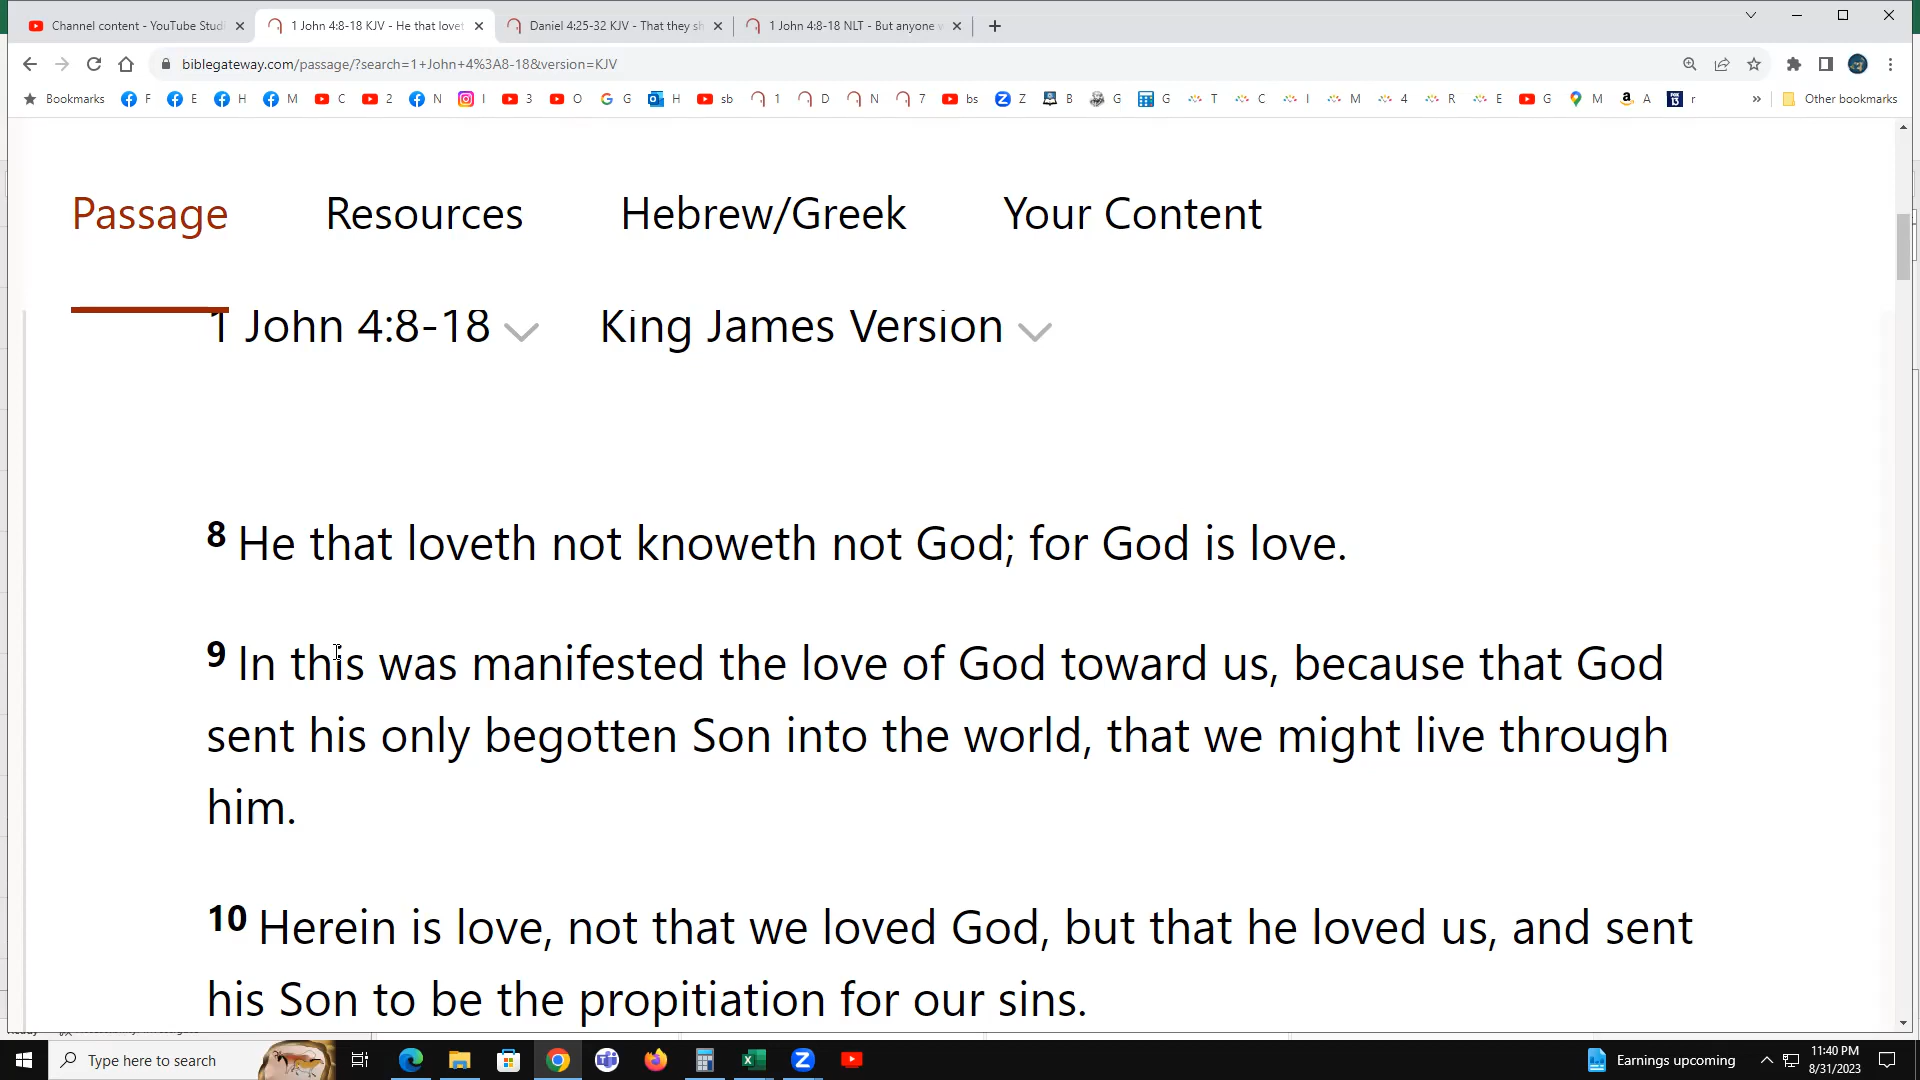 Channel content - YouTube Studi
1 John 4:8-18 KJV - He that lovet
Daniel 4:25-32 KJV - That they sh
1 John 4:8-18 NLT - But anyone w
biblegateway.com/passage/?search=1+John+4%3A8-18&version=KJV
Bookmarks F E H M C 2 N I 3 O G H sb 1 D N 7 bs Z B G G T C I M 4 R E G M A r » Other bookmarks
Passage Resources Hebrew/Greek Your Content
1 John 4:8-18 King James Version
8 He that loveth not knoweth not God; for God is love.
9 In this was manifested the love of God toward us, because that God
sent his only begotten Son into the world, that we might live through
him.
10 Herein is love, not that we loved God, but that he loved us, and sent
his Son to be the propitiation for our sins.
Type here to search
Earnings upcoming
11:40 PM
8/31/2023